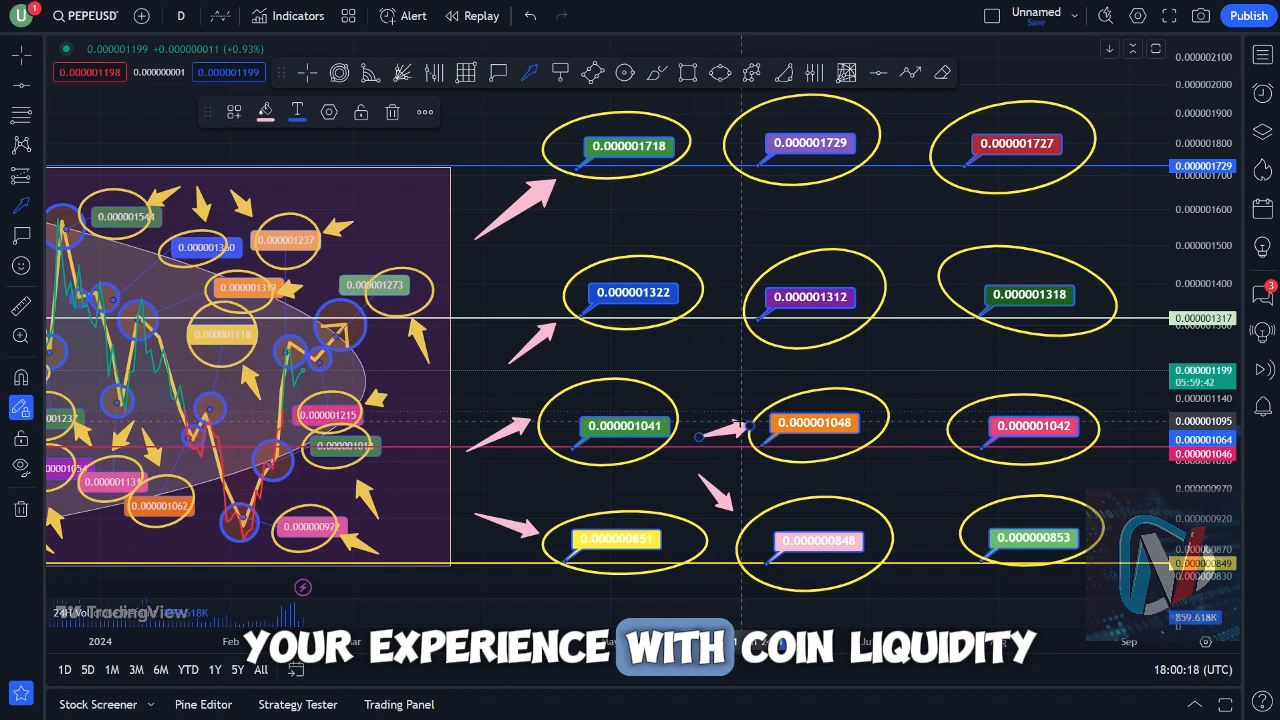 U 1 PEPEUSD D Indicators Alert Replay Unnamed Save Publish
0.000001199 +0.000000011 (+0.93%)
0.000001198 0.000000001 0.000001199
0.000002100
0.000002000
0.000001900
0.000001800
0.000001729
0.000001700
0.000001600
0.000001500
0.000001400
0.000001317
0.000001300
0.000001199
05:59:42
0.000001140
0.000001095
0.000001064
0.000001046
0.000000970
0.000000920
0.000000870
0.000000849
0.000000830
859.618K
0.000001718 0.000001729 0.000001727
0.000001322 0.000001312 0.000001318
0.000001041 0.000001048 0.000001042
0.000000851 0.000000848 0.000000853
0.000001544
0.000001237
0.000001273
0.000001118
0.000001215
0.000001131
0.000001062
3
TradingView
859.618K
2024 Feb Sep
YOUR EXPERIENCE WITH COIN LIQUIDITY
1D 5D 1M 3M 6M YTD 1Y 5Y All 18:00:18 (UTC)
Stock Screener Pine Editor Strategy Tester Trading Panel